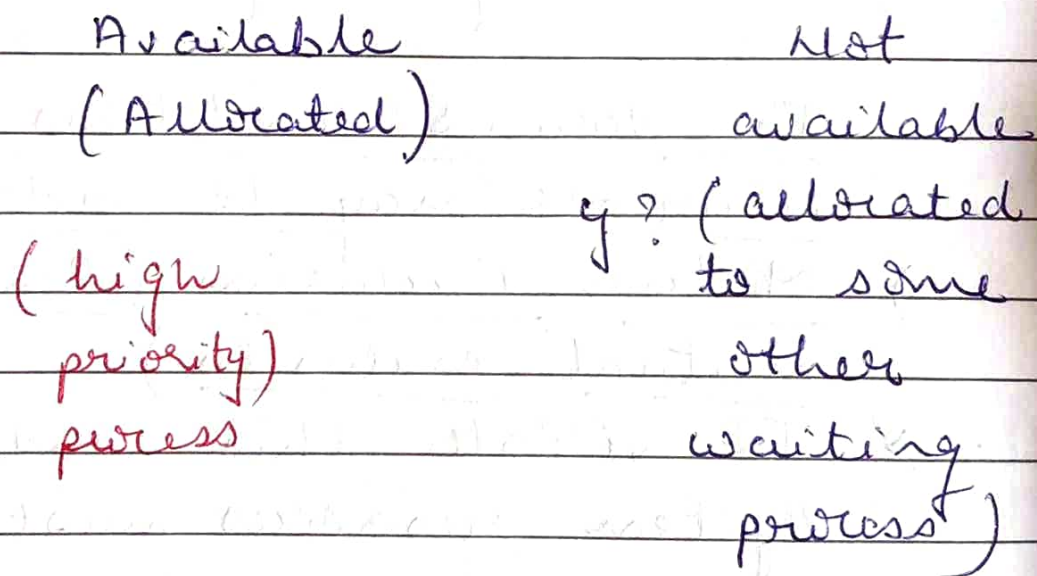 Available Not
(Allocated) available
y? (allocated
(high to some
priority) other
process waiting
process)